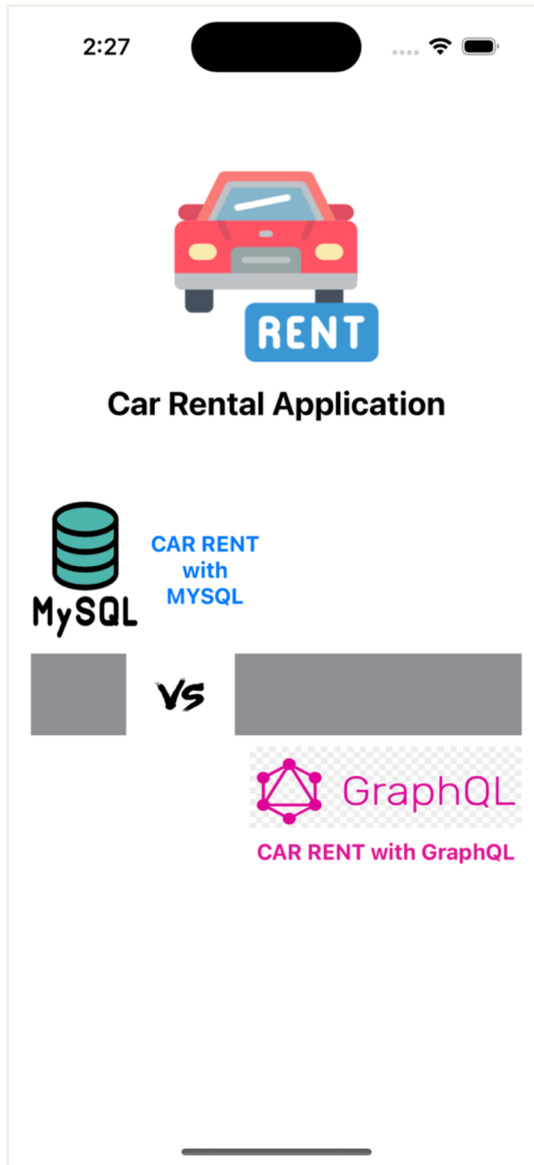 2:27
RENT
Car Rental Application
MySQL
CAR RENT
with
MYSQL
VS
GraphQL
CAR RENT with GraphQL